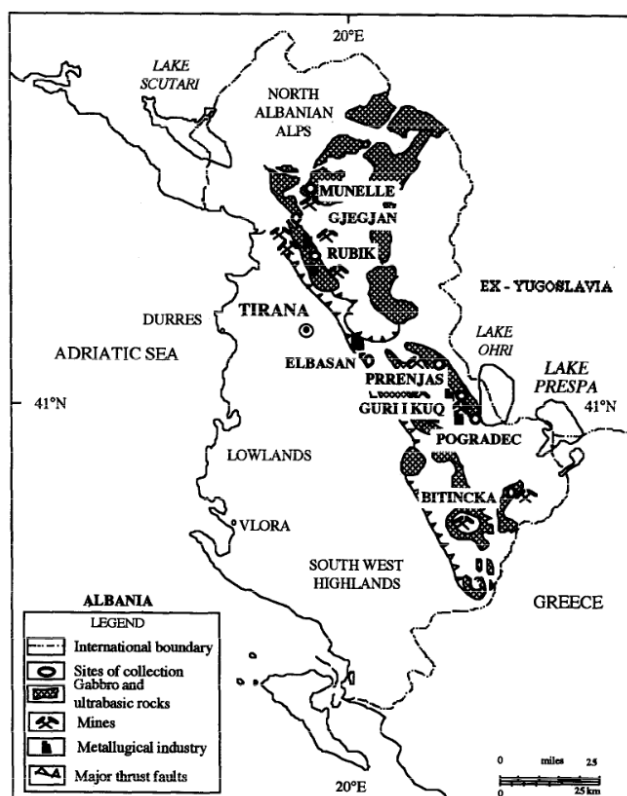 20°E
LAKE
SCUTARI
NORTH
ALBANIAN
ALPS
MUNELLE
GJEGJAN
RUBIK
EX - YUGOSLAVIA
TIRANA
DURRES
LAKE
OHRI
ADRIATIC SEA
ELBASAN
LAKE
PRESPA
PRRENJAS
41°N
GURI I KUQ
41°N
POGRADEC
LOWLANDS
BITINCKA
VLORA
SOUTH WEST
HIGHLANDS
GREECE
ALBANIA
LEGEND
International boundary
Sites of collection
Gabbro and
ultrabasic rocks
Mines
Metallugical industry
Major thrust faults
0 miles 25
0 25 km
20°E